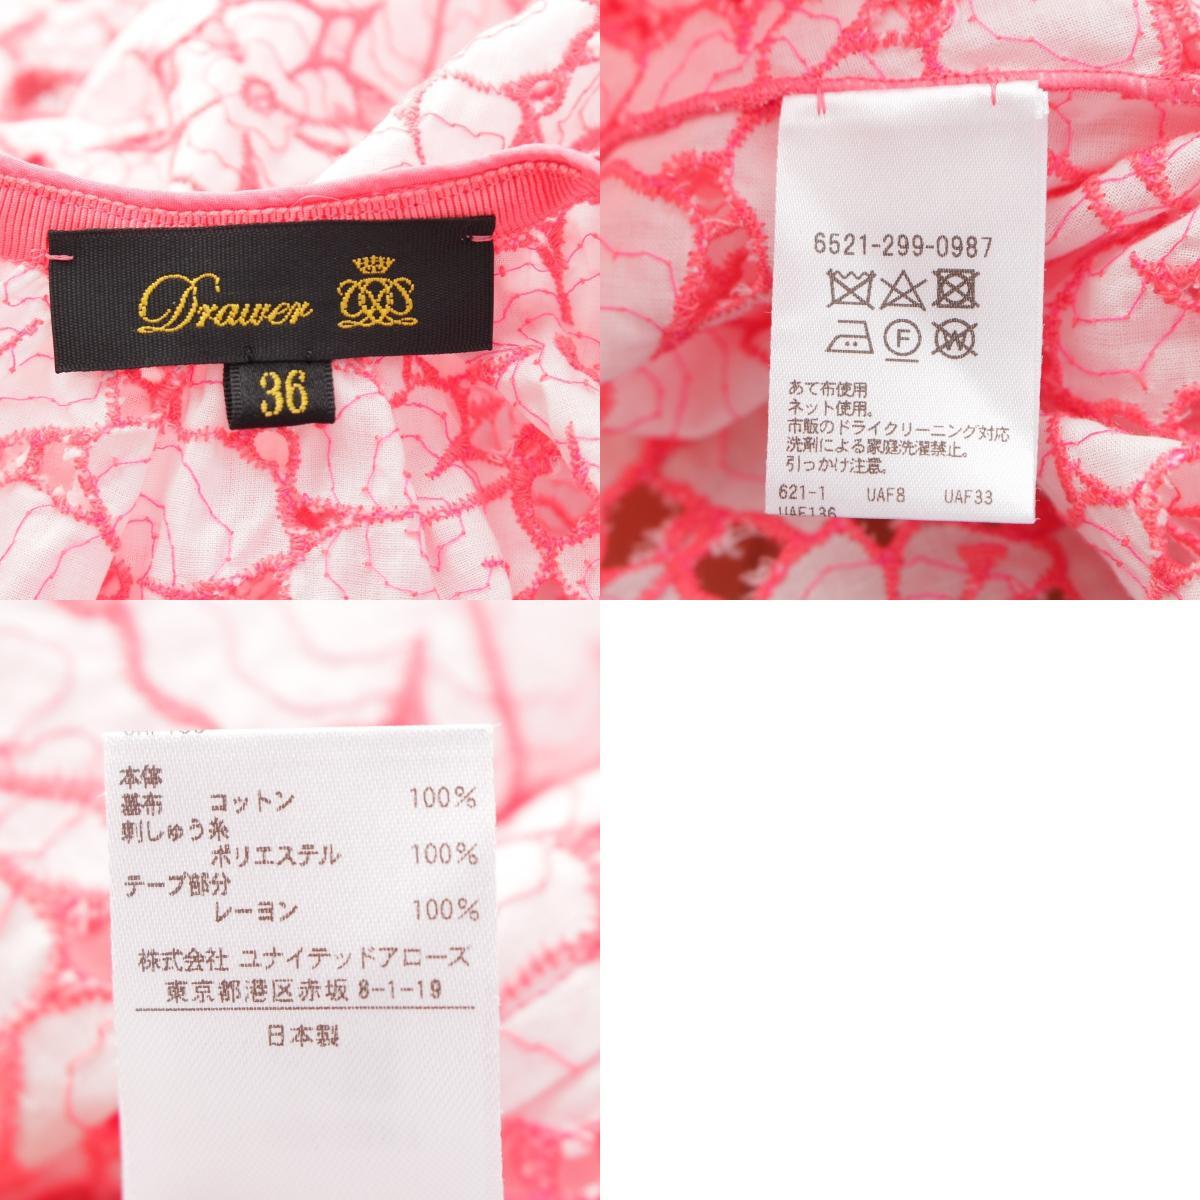 Drawer
36
6521-299-0987
F W
あて布使用
ネット使用。
市販のドライクリーニング対応
洗剤による家庭洗濯禁止。
引っかけ注意。
621-1 UAF8 UAF33
UAF136
本体
基布 コットン 100%
刺しゅう糸
ポリエステル 100%
テープ部分
レーヨン 100%
株式会社 ユナイテッドアローズ
東京都港区赤坂 8-1-19
日本製